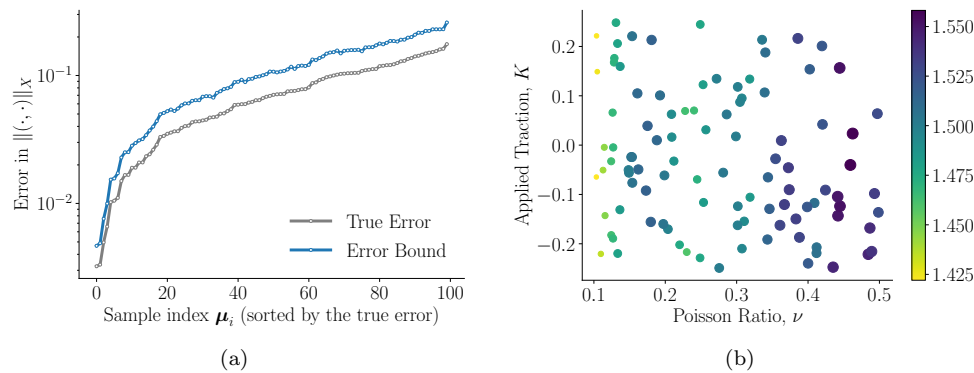 Error in ‖(·,·)‖X
10⁻¹
10⁻²
True Error
Error Bound
0 20 40 60 80 100
Sample index μᵢ (sorted by the true error)
(a)
Applied Traction, K
0.2
0.1
0.0
−0.1
−0.2
0.1 0.2 0.3 0.4 0.5
Poisson Ratio, ν
1.550
1.525
1.500
1.475
1.450
1.425
(b)